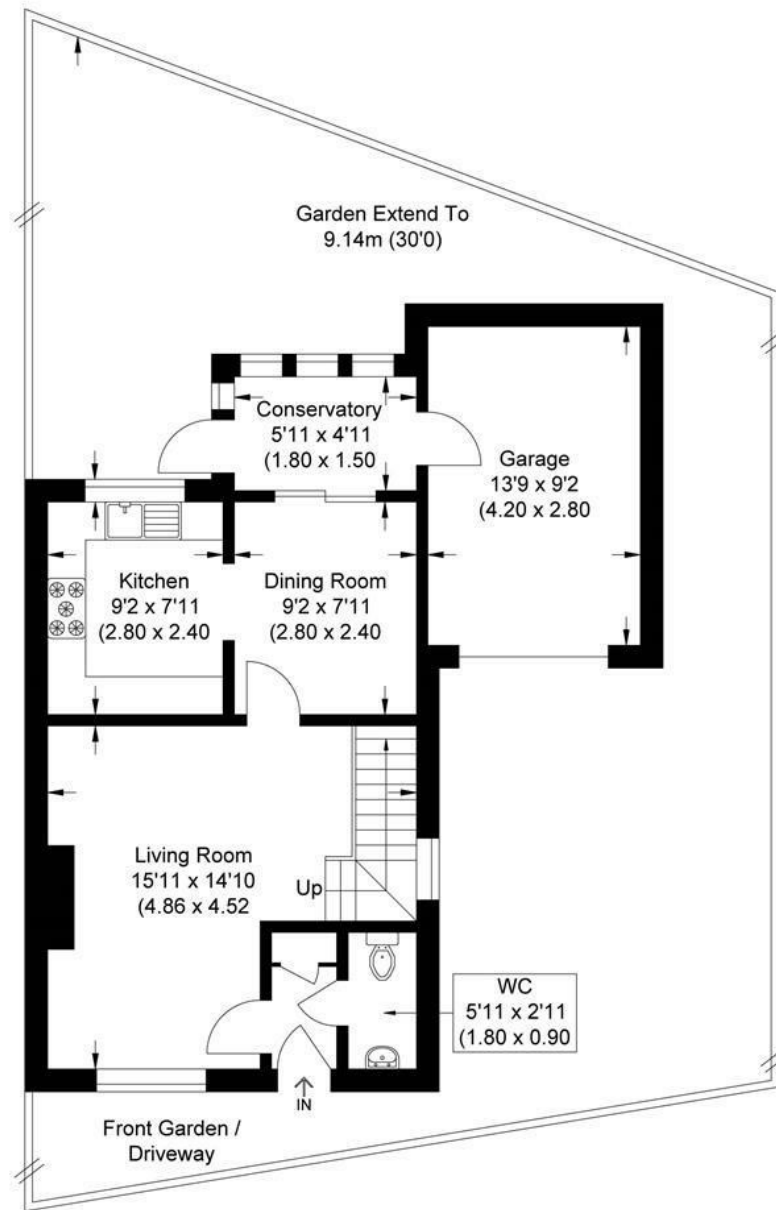 Garden Extend To
9.14m (30'0)
Conservatory
5'11 x 4'11
(1.80 x 1.50
Garage
13'9 x 9'2
(4.20 x 2.80
Kitchen
9'2 x 7'11
(2.80 x 2.40
Dining Room
9'2 x 7'11
(2.80 x 2.40
Living Room
15'11 x 14'10
(4.86 x 4.52
Up
WC
5'11 x 2'11
(1.80 x 0.90
IN
Front Garden /
Driveway